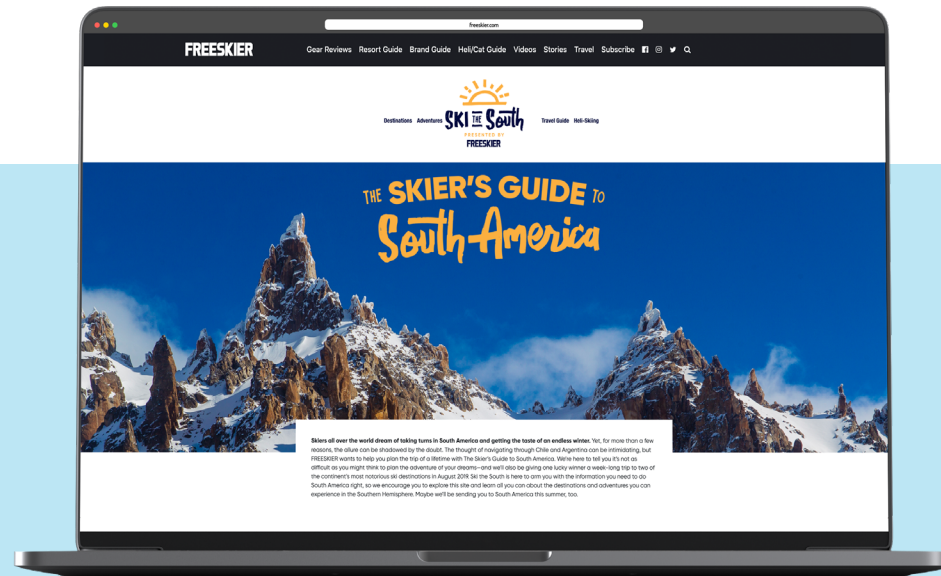 freeskier.com
FREESKIER Gear Reviews Resort Guide Brand Guide Heli/Cat Guide Videos Stories Travel Subscribe
Destinations Adventures SKI THE South Travel Guide Heli-Skiing
PRESENTED BY
FREESKIER
THE SKIER'S GUIDE TO
South America
Skiers all over the world dream of taking turns in South America and getting the taste of an endless winter. Yet, for more than a few
reasons, the allure can be shadowed by the doubt. The thought of navigating through Chile and Argentina can be intimidating, but
FREESKIER wants to help you plan the trip of a lifetime with The Skier's Guide to South America. We're here to tell you it's not as
difficult as you might think to plan the adventure of your dreams—and we'll also be giving one lucky winner a week-long trip to two of
the continent's most notorious ski destinations in August 2019. Ski the South is here to arm you with the information you need to do
South America right, so we encourage you to explore this site and learn all you can about the destinations and adventures you can
experience in the Southern Hemisphere. Maybe we'll be sending you to South America this summer, too.